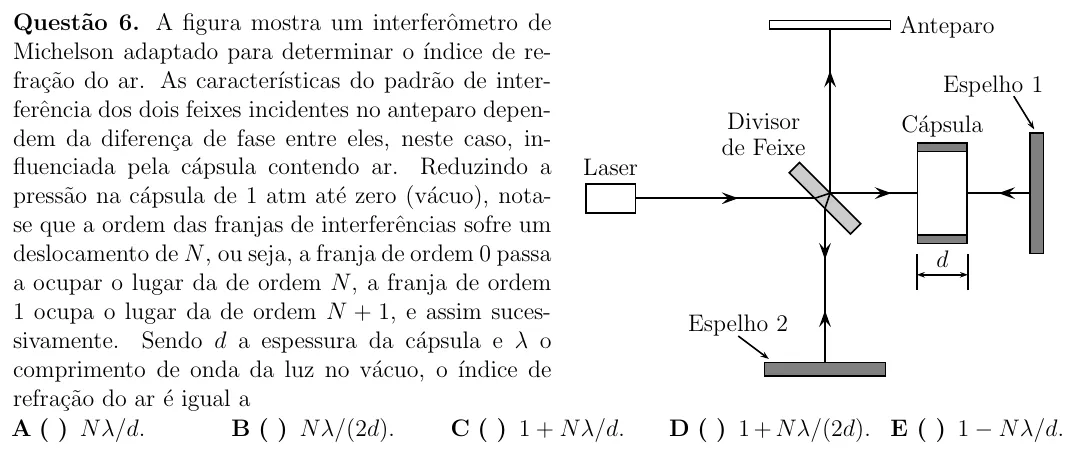 Questão 6. A figura mostra um interferômetro de
Michelson adaptado para determinar o índice de re-
fração do ar. As características do padrão de inter-
ferência dos dois feixes incidentes no anteparo depen-
dem da diferença de fase entre eles, neste caso, in-
fluenciada pela cápsula contendo ar. Reduzindo a
pressão na cápsula de 1 atm até zero (vácuo), nota-
se que a ordem das franjas de interferências sofre um
deslocamento de N, ou seja, a franja de ordem 0 passa
a ocupar o lugar da de ordem N, a franja de ordem
1 ocupa o lugar da de ordem N + 1, e assim suces-
sivamente. Sendo d a espessura da cápsula e λ o
comprimento de onda da luz no vácuo, o índice de
refração do ar é igual a
Anteparo
Espelho 1
Cápsula
Divisor
de Feixe
Laser
d
Espelho 2
A ( ) Nλ/d. B ( ) Nλ/(2d). C ( ) 1 + Nλ/d. D ( ) 1 + Nλ/(2d). E ( ) 1 − Nλ/d.